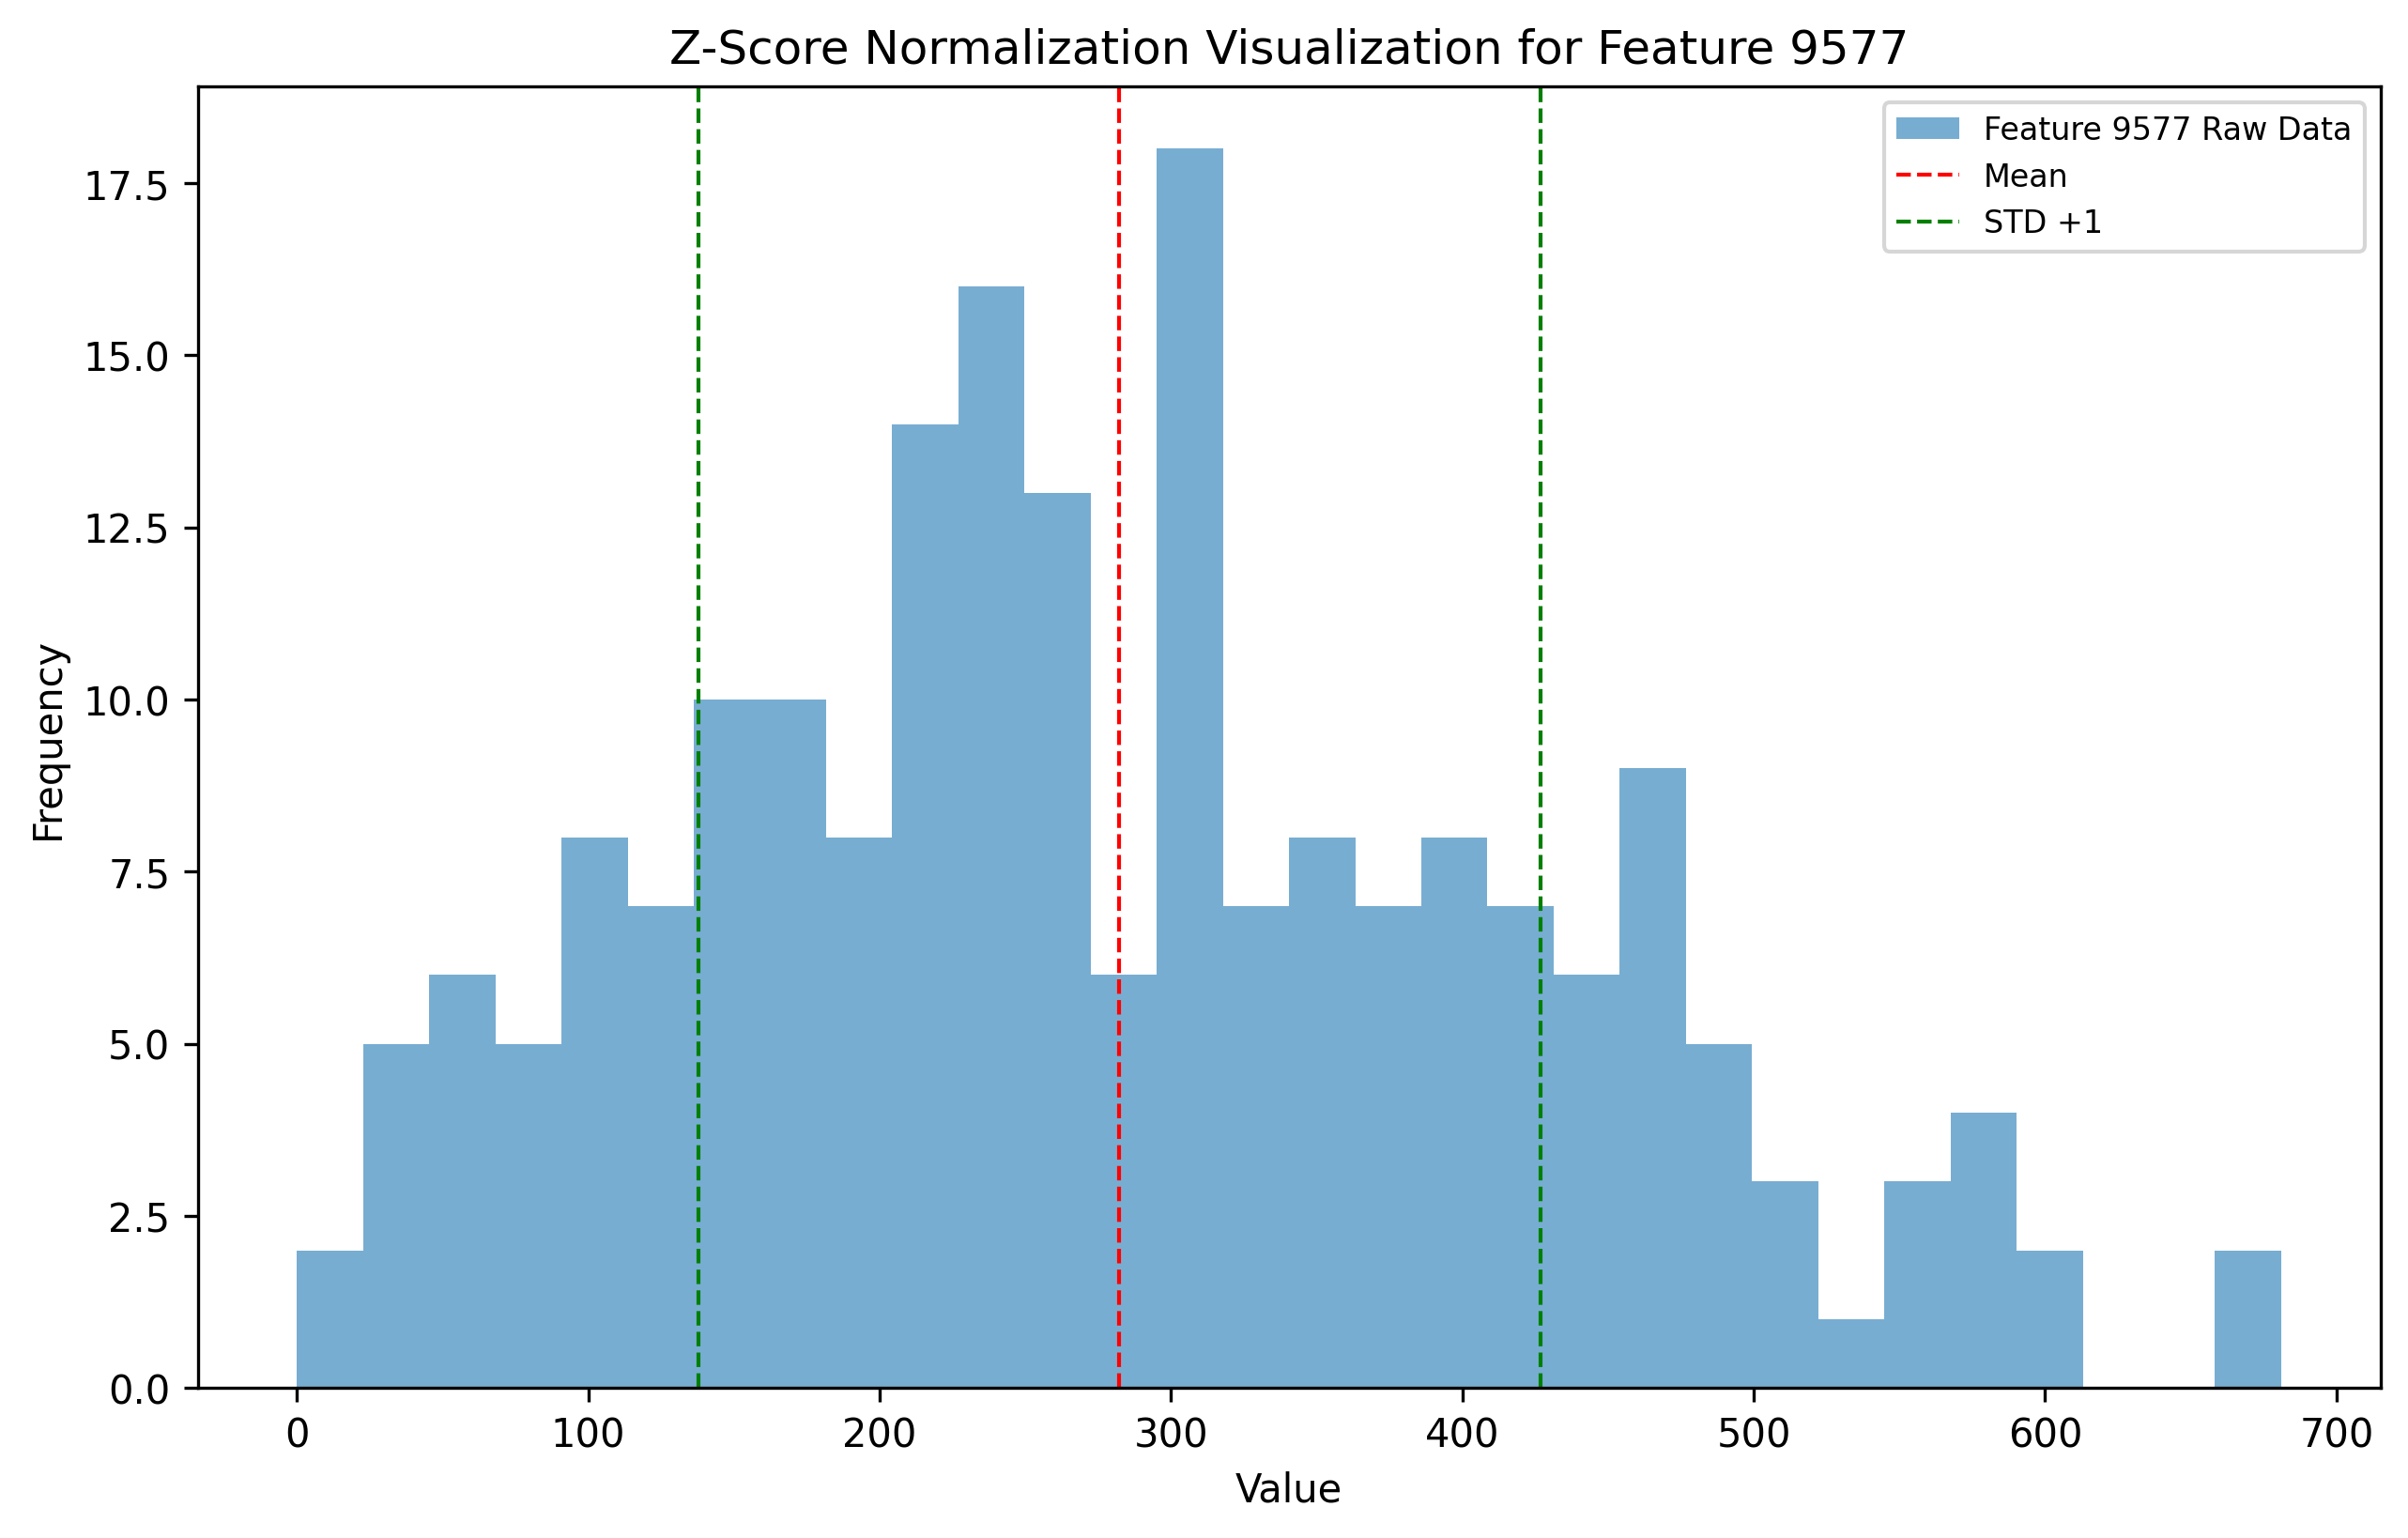 Z-Score Normalization Visualization for Feature 9577
Feature 9577 Raw Data
Mean
STD +1
17.5
15.0
12.5
10.0
7.5
5.0
2.5
0.0
Frequency
0 100 200 300 400 500 600 700
Value